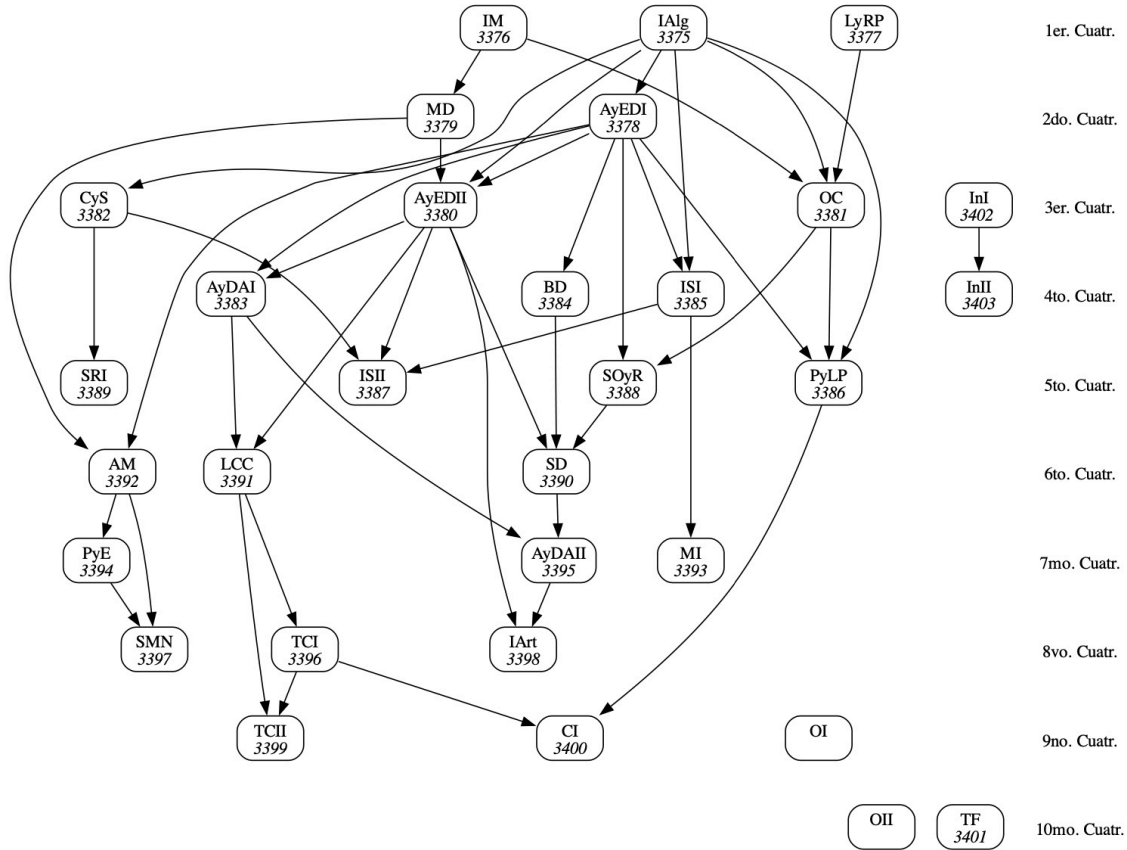 IM
3376
IAlg
3375
LyRP
3377
1er. Cuatr.
MD
3379
AyEDI
3378
2do. Cuatr.
CyS
3382
AyEDII
3380
OC
3381
InI
3402
3er. Cuatr.
AyDAI
3383
BD
3384
ISI
3385
InII
3403
4to. Cuatr.
SRI
3389
ISII
3387
SOyR
3388
PyLP
3386
5to. Cuatr.
AM
3392
LCC
3391
SD
3390
6to. Cuatr.
PyE
3394
AyDAII
3395
MI
3393
7mo. Cuatr.
SMN
3397
TCI
3396
IArt
3398
8vo. Cuatr.
TCII
3399
CI
3400
OI
9no. Cuatr.
OII
TF
3401
10mo. Cuatr.